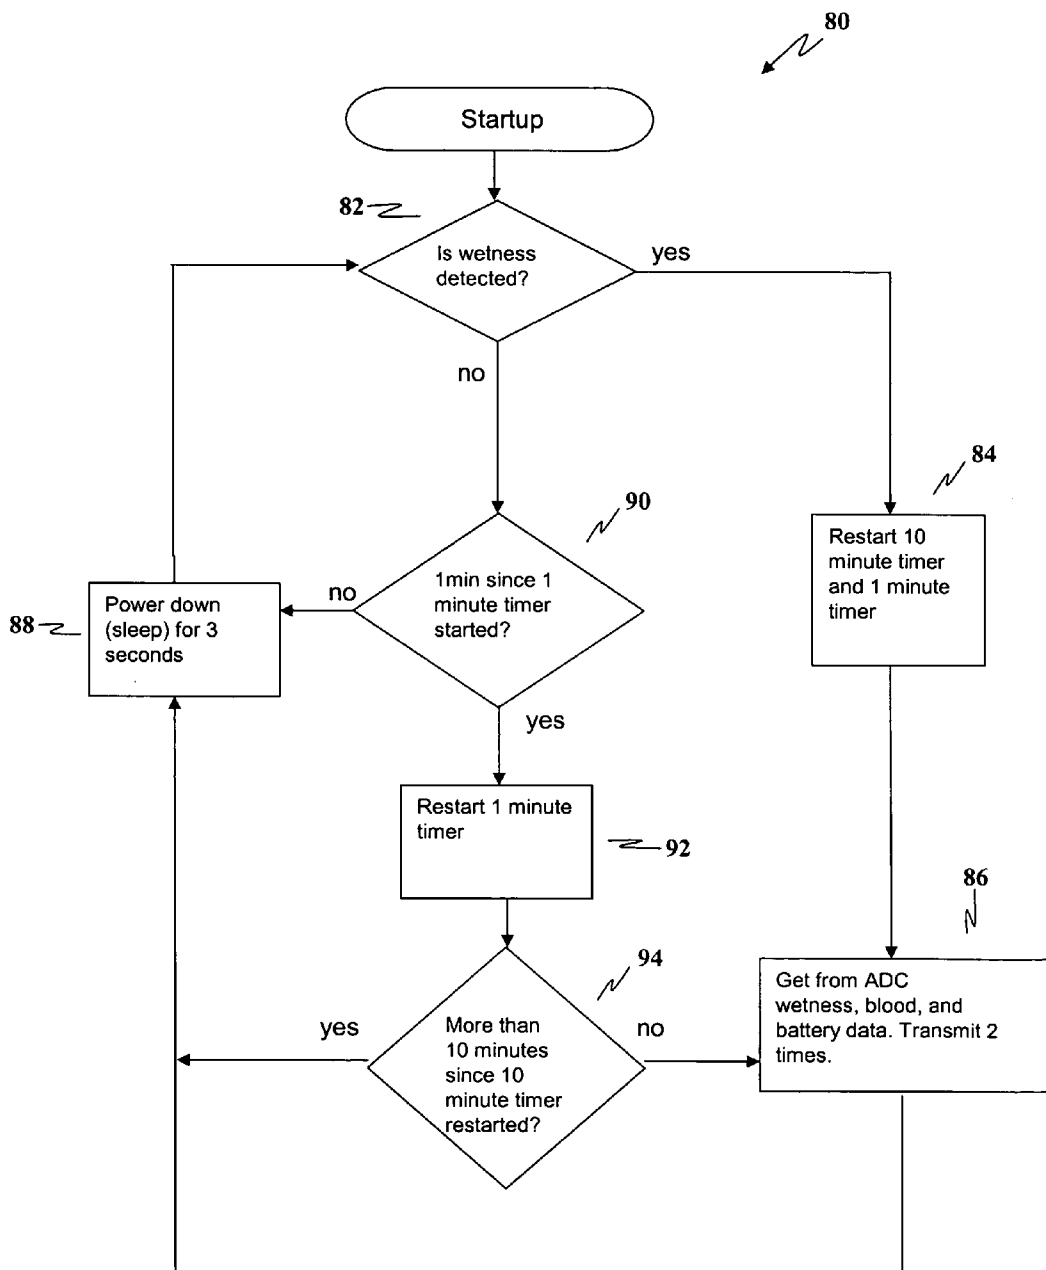 80
Startup
82
Is wetness
detected?
yes
no
84
90
Restart 10
minute timer
and 1 minute
timer
1min since 1
minute timer
started?
no
88
Power down
(sleep) for 3
seconds
yes
Restart 1 minute
timer
92
86
94
Get from ADC
wetness, blood, and
battery data. Transmit 2
times.
yes
More than
10 minutes
since 10
minute timer
restarted?
no